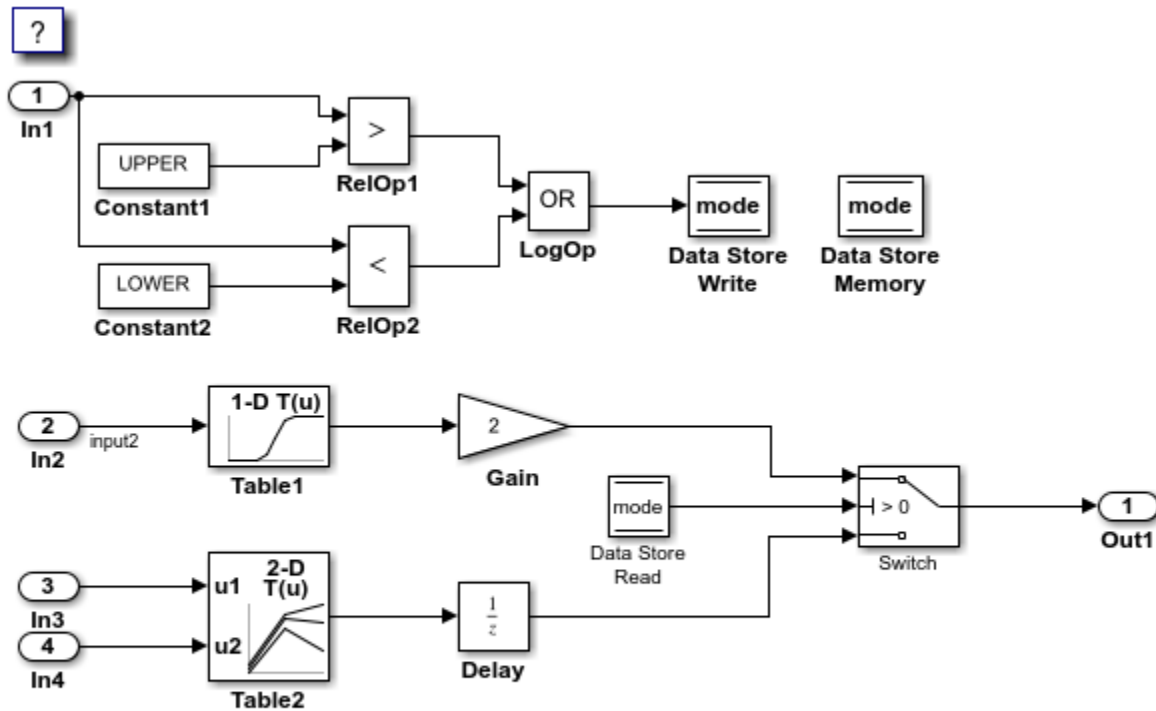 ?
1
In1
UPPER
Constant1
>
RelOp1
LOWER
Constant2
<
RelOp2
OR
LogOp
mode
Data Store
Write
mode
Data Store
Memory
2
In2
input2
1-D T(u)
Table1
2
Gain
mode
Data Store
Read
> 0
Switch
1
Out1
3
In3
4
In4
u1
u2
2-D
T(u)
Table2
1
z
Delay